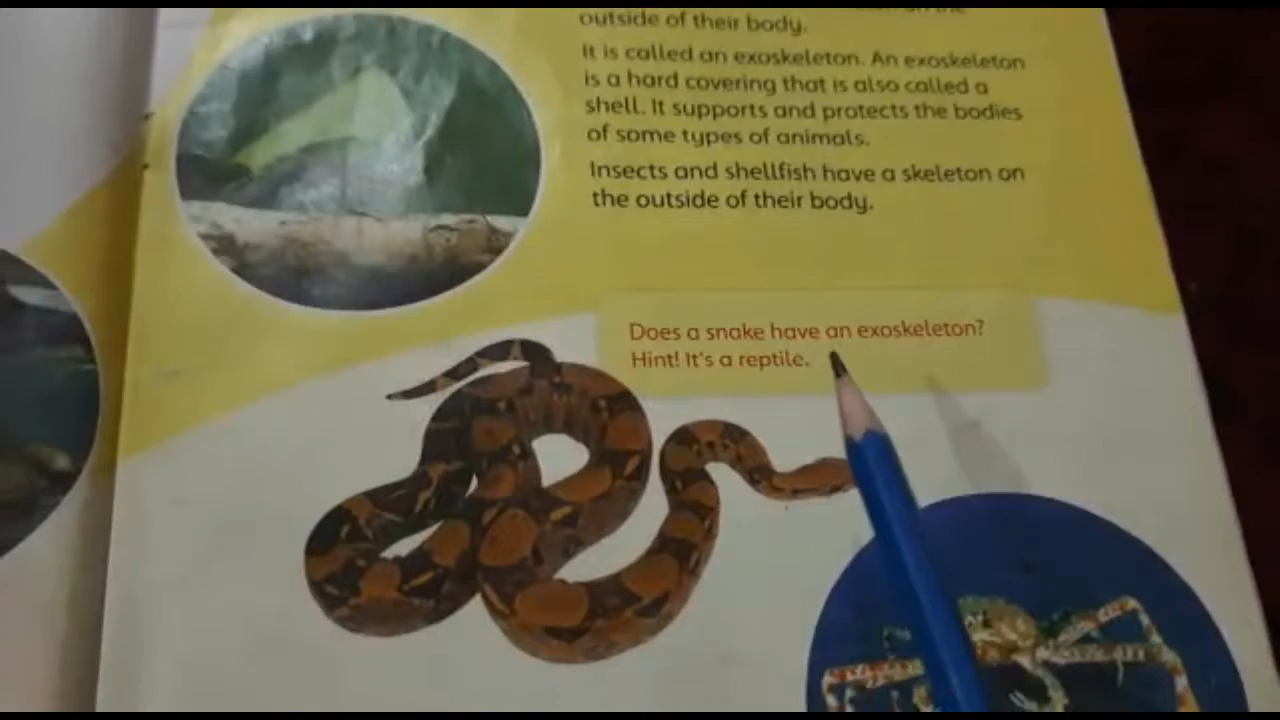 outside of their body.
It is called an exoskeleton. An exoskeleton
is a hard covering that is also called a
shell. It supports and protects the bodies
of some types of animals.
Insects and shellfish have a skeleton on
the outside of their body.
Does a snake have an exoskeleton?
Hint! It's a reptile.